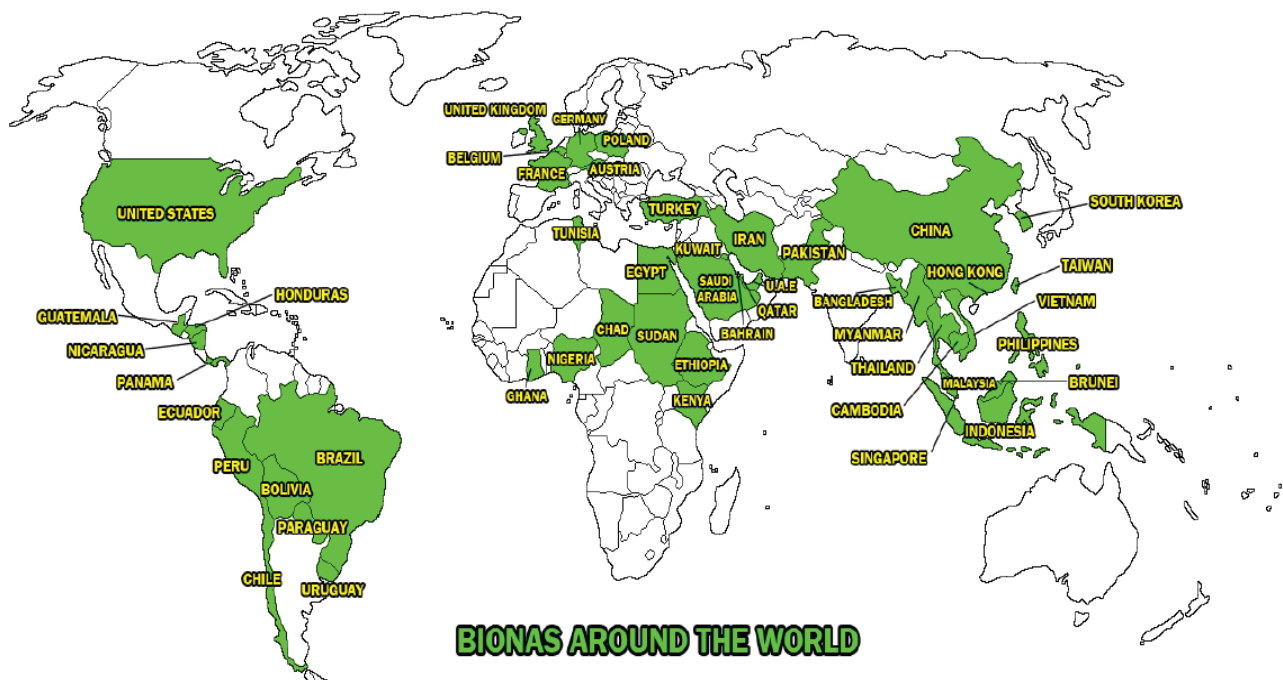 UNITED KINGDOM
GERMANY
POLAND
BELGIUM
FRANCE
AUSTRIA
UNITED STATES
TURKEY
SOUTH KOREA
TUNISIA
KUWAIT
IRAN
PAKISTAN
CHINA
EGYPT
SAUDI
ARABIA
U.A.E
HONG KONG
TAIWAN
HONDURAS
GUATEMALA
QATAR
BANGLADESH
VIETNAM
NICARAGUA
CHAD
SUDAN
BAHRAIN
MYANMAR
PHILIPPINES
PANAMA
NIGERIA
ETHIOPIA
THAILAND
GHANA
KENYA
MALAYSIA
BRUNEI
ECUADOR
CAMBODIA
INDONESIA
PERU
BRAZIL
SINGAPORE
BOLIVIA
PARAGUAY
CHILE
URUGUAY
BIONAS AROUND THE WORLD